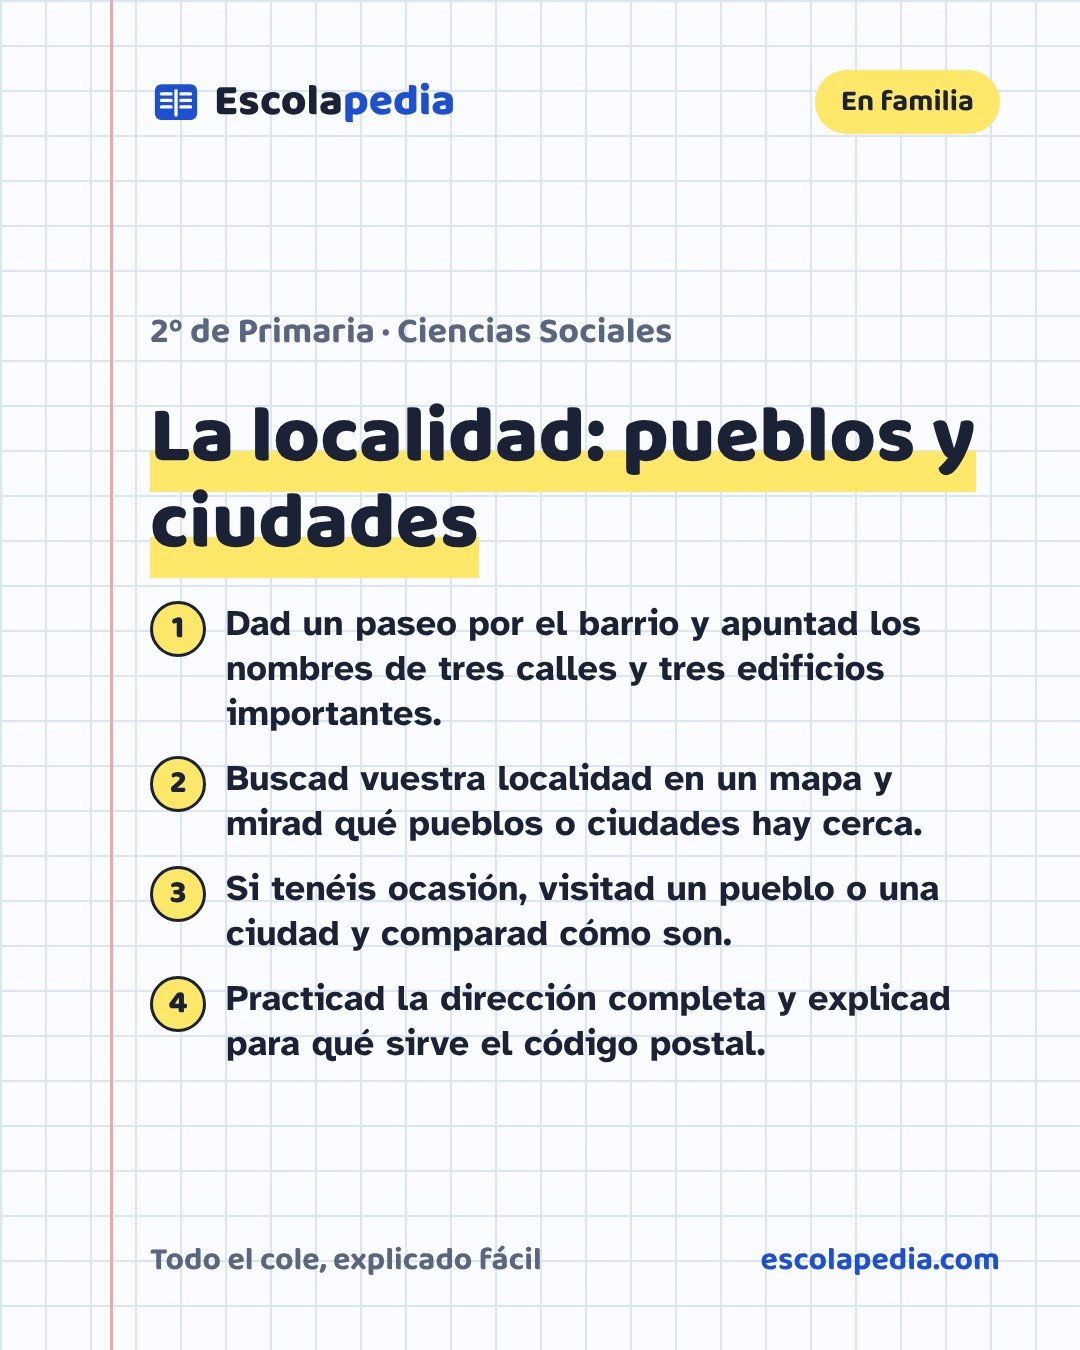 Escolapedia
En familia
2º de Primaria · Ciencias Sociales
La localidad: pueblos y
ciudades
1 Dad un paseo por el barrio y apuntad los
nombres de tres calles y tres edificios
importantes.
2 Buscad vuestra localidad en un mapa y
mirad qué pueblos o ciudades hay cerca.
3 Si tenéis ocasión, visitad un pueblo o una
ciudad y comparad cómo son.
4 Practicad la dirección completa y explicad
para qué sirve el código postal.
Todo el cole, explicado fácil
escolapedia.com